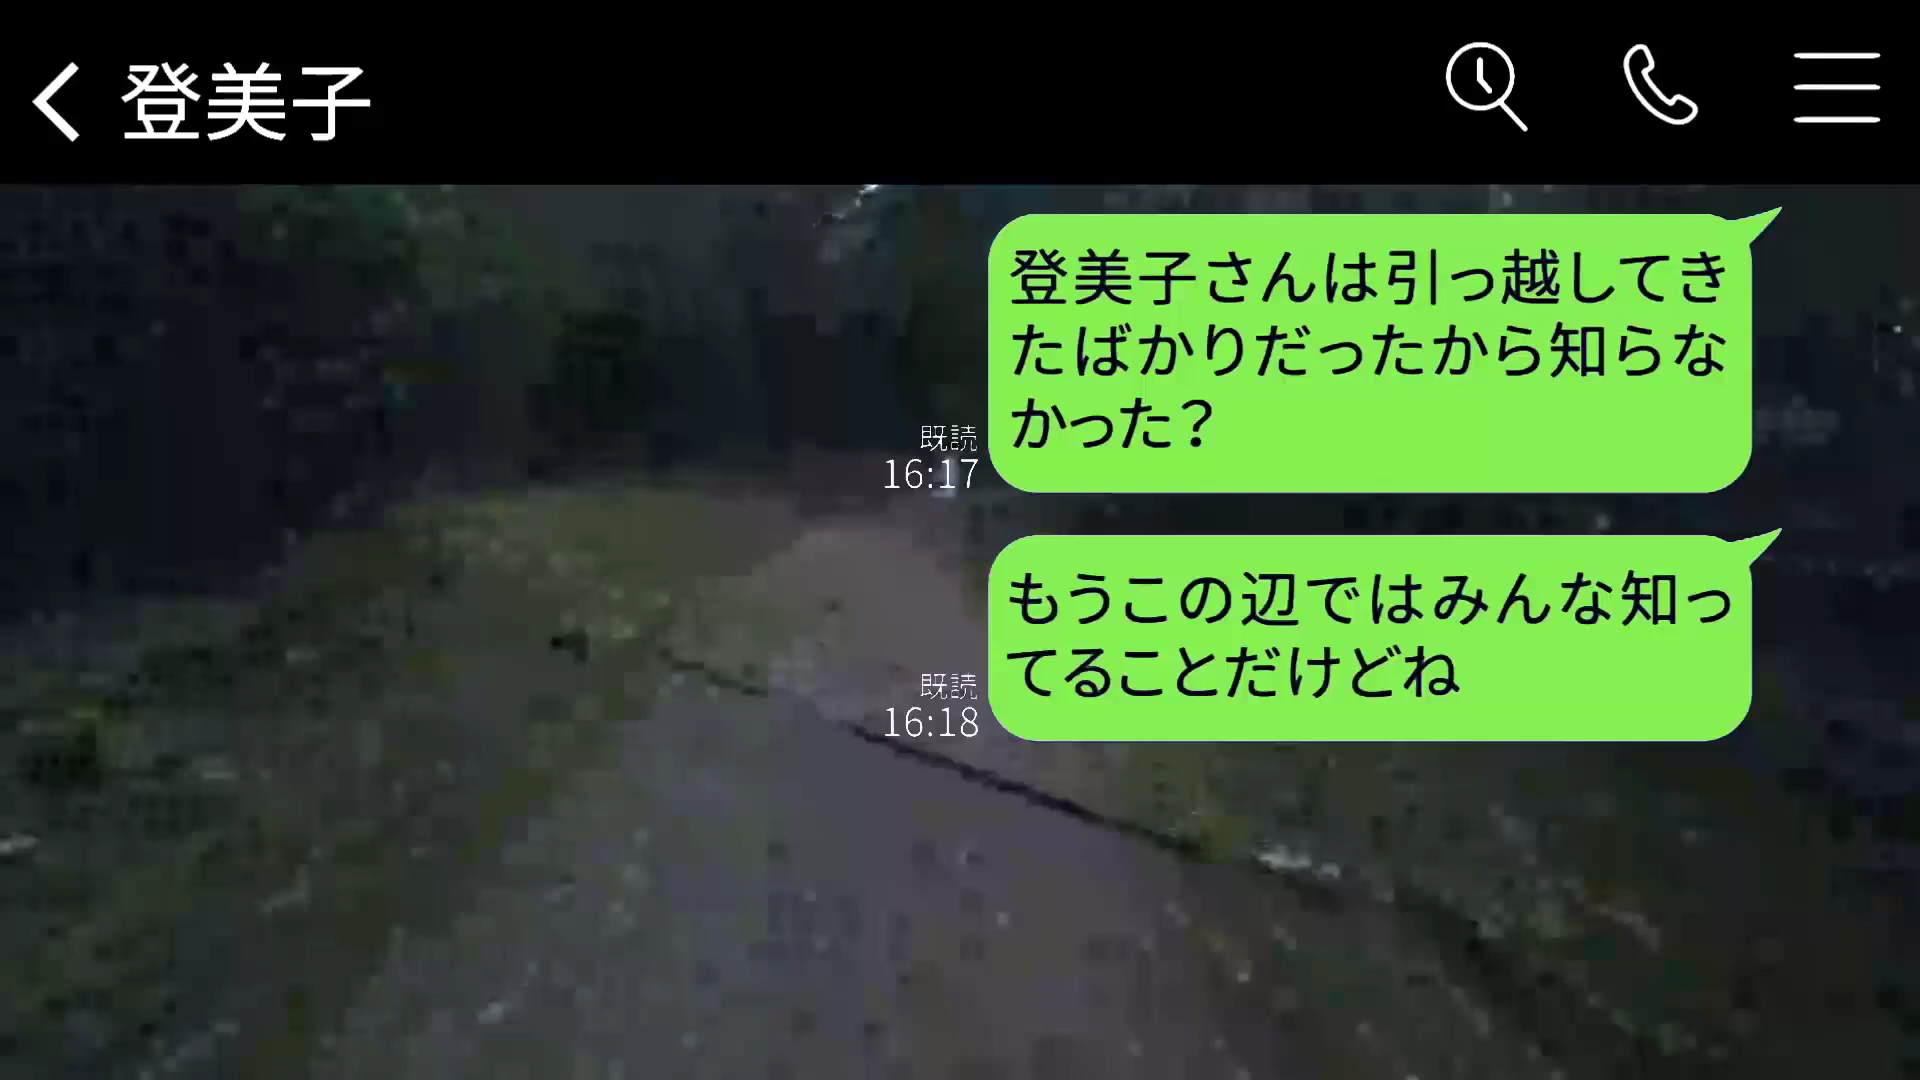 登美子
登美子さんは引っ越してき
たばかりだったから知らな
かった？
既読
16:17
もうこの辺ではみんな知っ
てることだけどね
既読
16:18